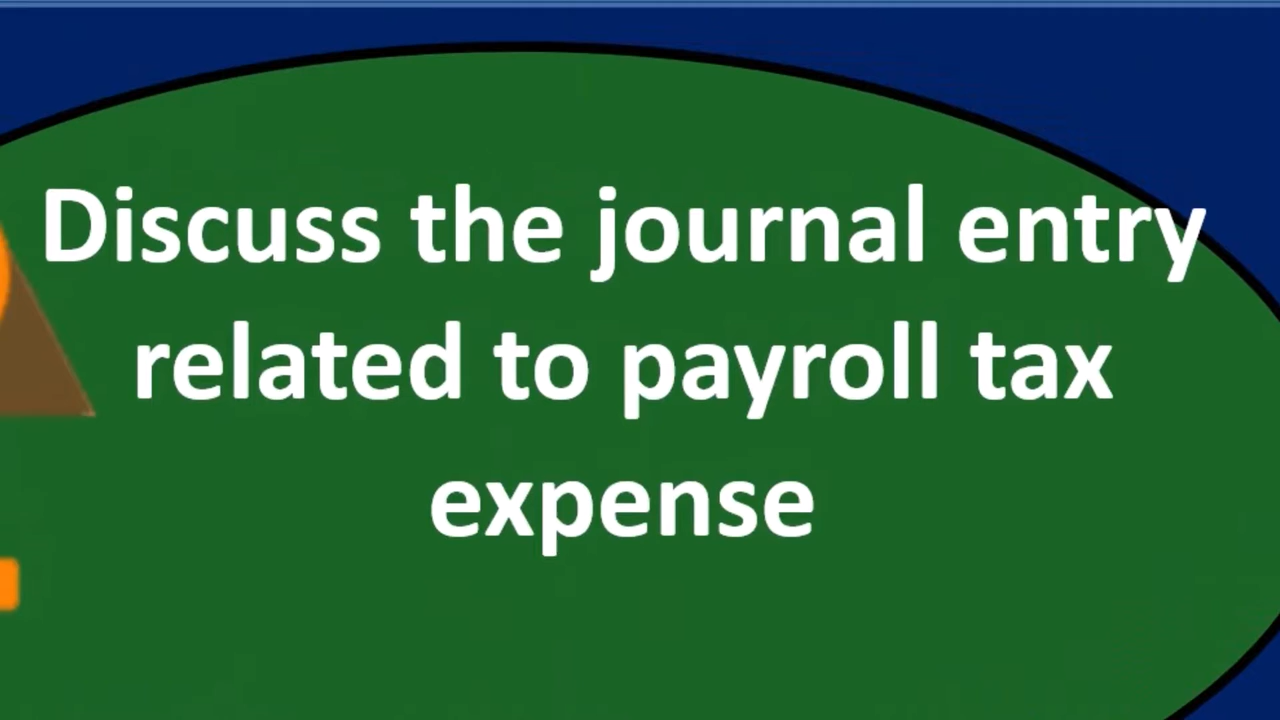 Discuss the journal entry
related to payroll tax
expense